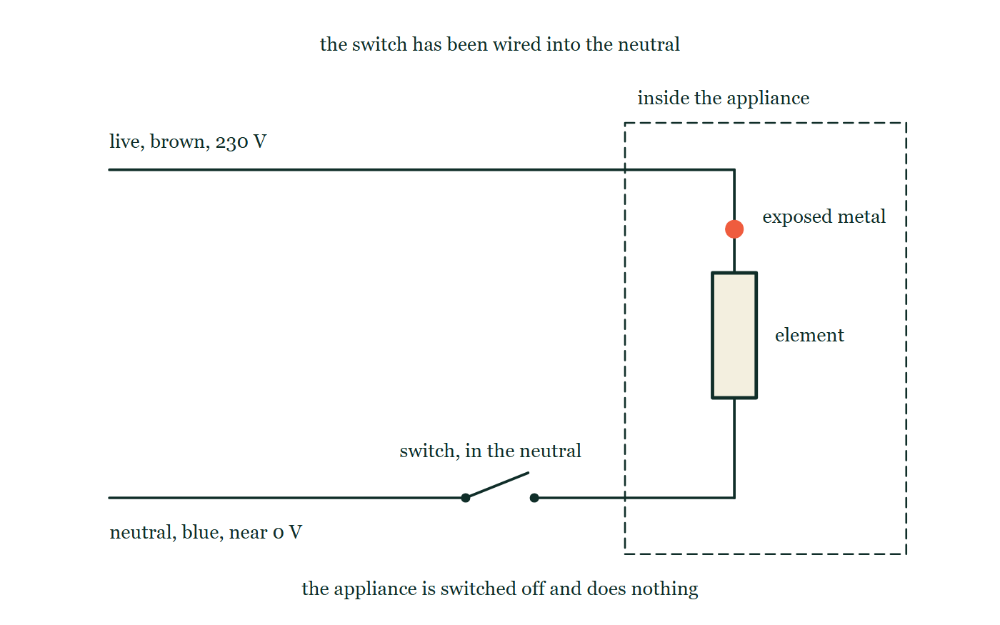 the switch has been wired into the neutral
inside the appliance
live, brown, 230 V
exposed metal
element
switch, in the neutral
neutral, blue, near 0 V
the appliance is switched off and does nothing